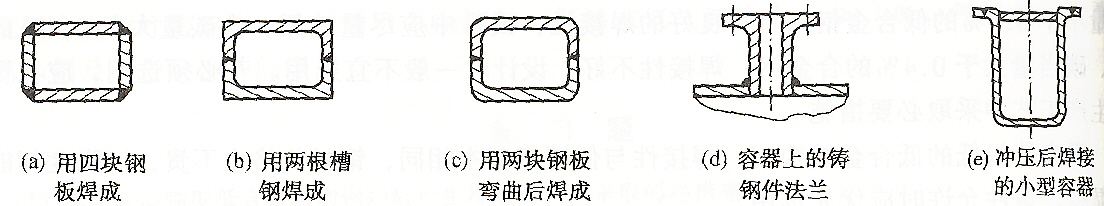 (a) 用四块钢
板焊成
(b) 用两根槽
钢焊成
(c) 用两块钢板
弯曲后焊成
(d) 容器上的铸
钢件法兰
(e) 冲压后焊接
的小型容器